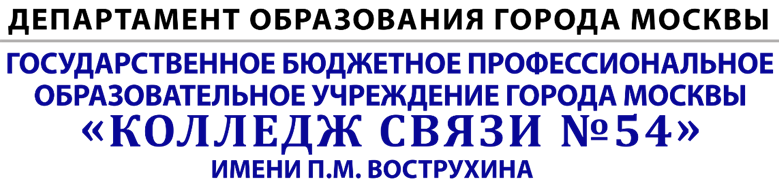 ДЕПАРТАМЕНТ ОБРАЗОВАНИЯ ГОРОДА МОСКВЫ
ГОСУДАРСТВЕННОЕ БЮДЖЕТНОЕ ПРОФЕССИОНАЛЬНОЕ
ОБРАЗОВАТЕЛЬНОЕ УЧРЕЖДЕНИЕ ГОРОДА МОСКВЫ
«КОЛЛЕДЖ СВЯЗИ №54»
ИМЕНИ П.М. ВОСТРУХИНА